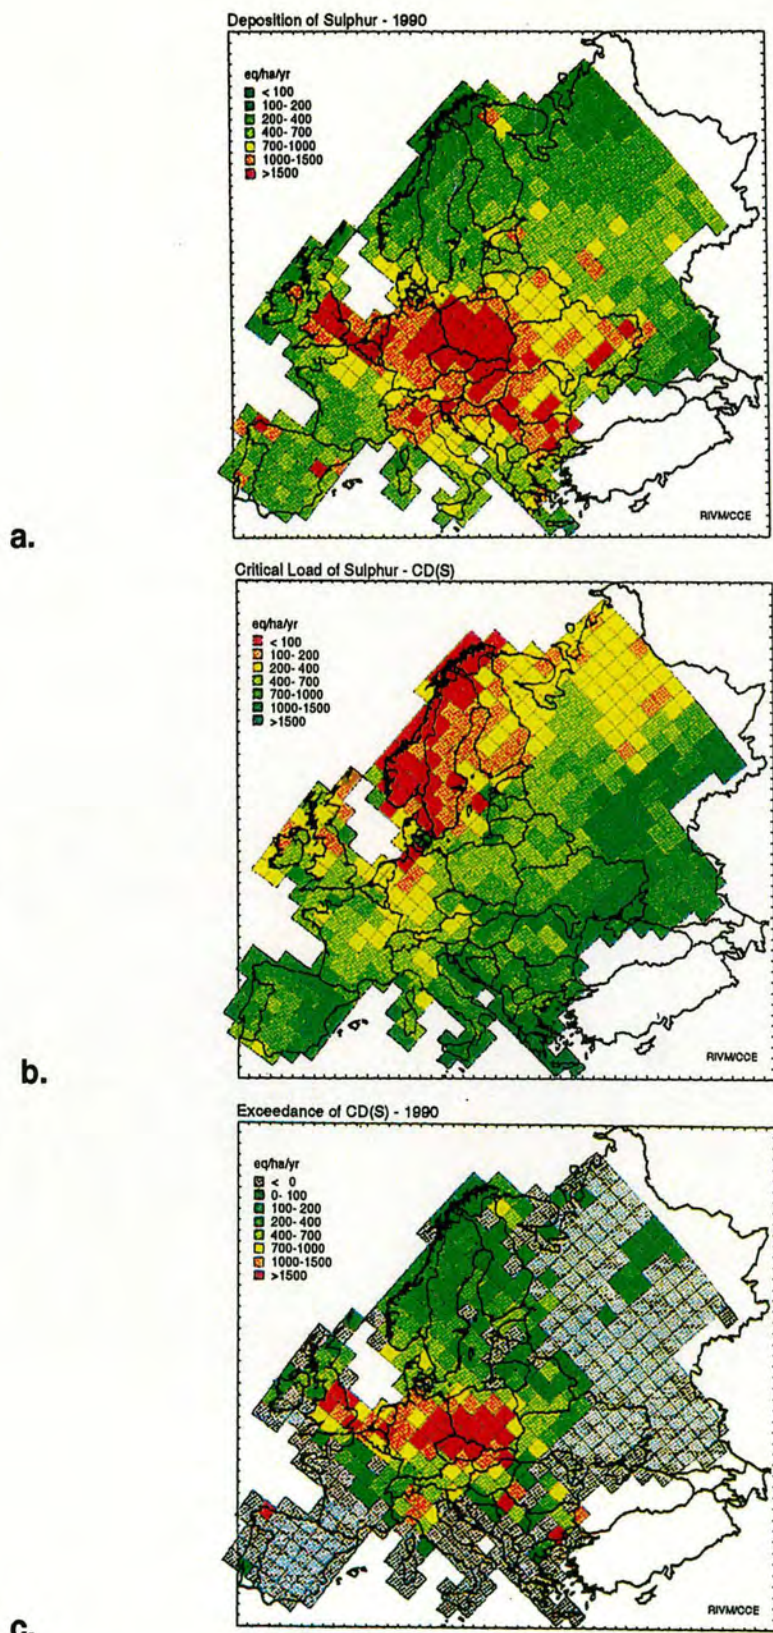 Deposition of Sulphur - 1990
eq/ha/yr
< 100
100- 200
200- 400
400- 700
700-1000
1000-1500
>1500
RIVM/CCE
a.
Critical Load of Sulphur - CD(S)
eq/ha/yr
< 100
100- 200
200- 400
400- 700
700-1000
1000-1500
>1500
RIVM/CCE
b.
Exceedance of CD(S) - 1990
eq/ha/yr
< 0
0- 100
100- 200
200- 400
400- 700
700-1000
1000-1500
>1500
RIVM/CCE
c.